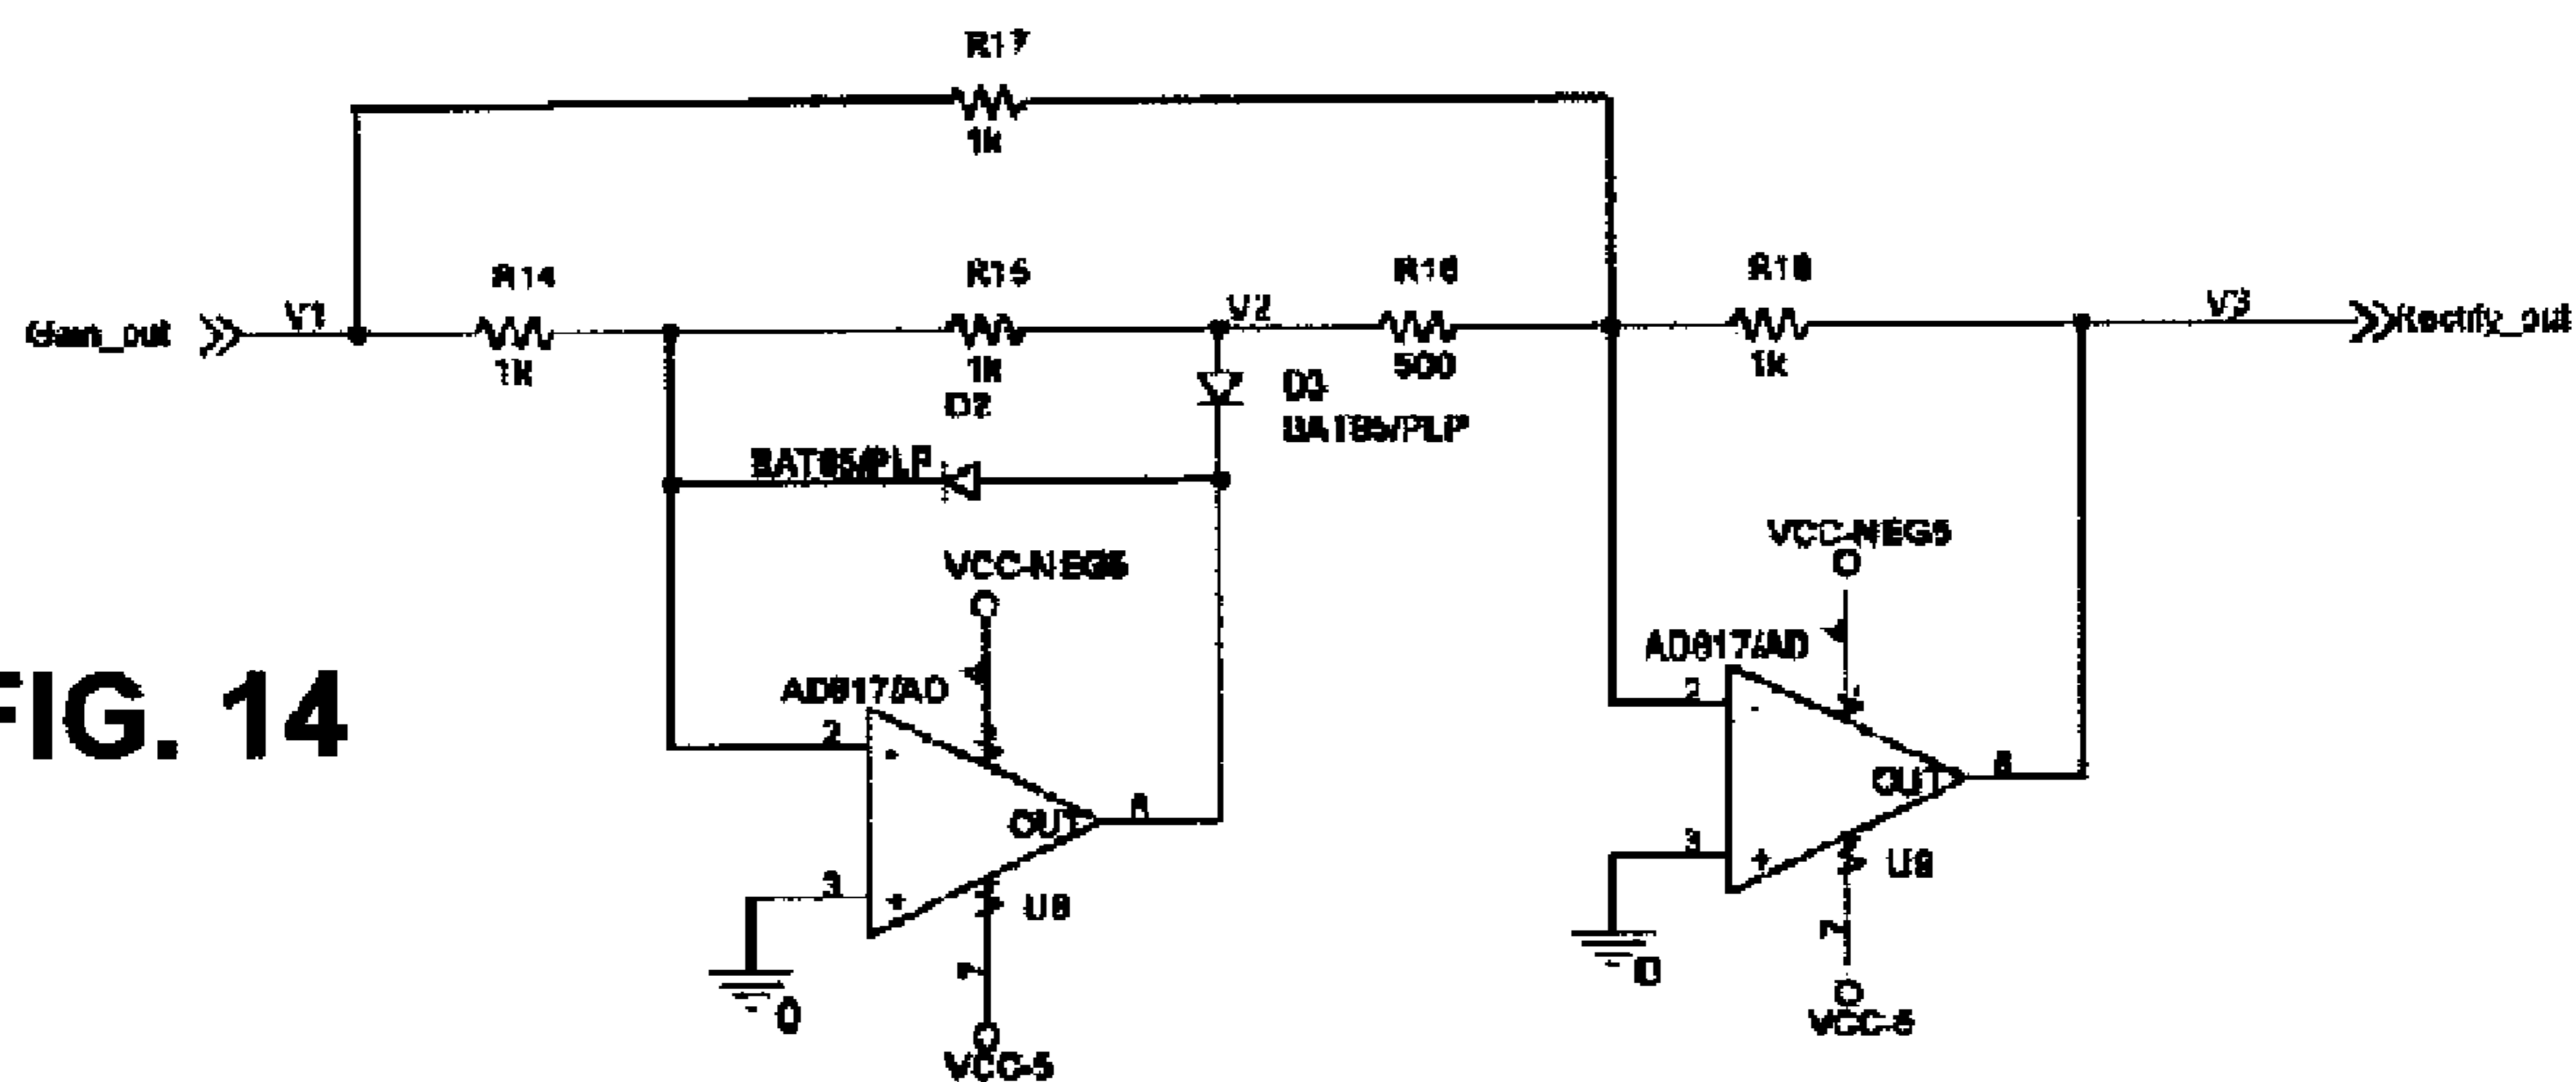 R17
1k
R14
R15
R16
R18
Gain_out
V1
V2
V3
Rectify_out
1k
1k
500
1k
D2
D3
BAT85/PLP
BAT85/PLP
VCC-NEG5
VCC-NEG5
AD817/AD
AD817/AD
2
-
2
-
OUT
6
OUT
6
3
+
3
+
U8
U9
7
7
0
0
VCC-5
VCC-5
FIG. 14